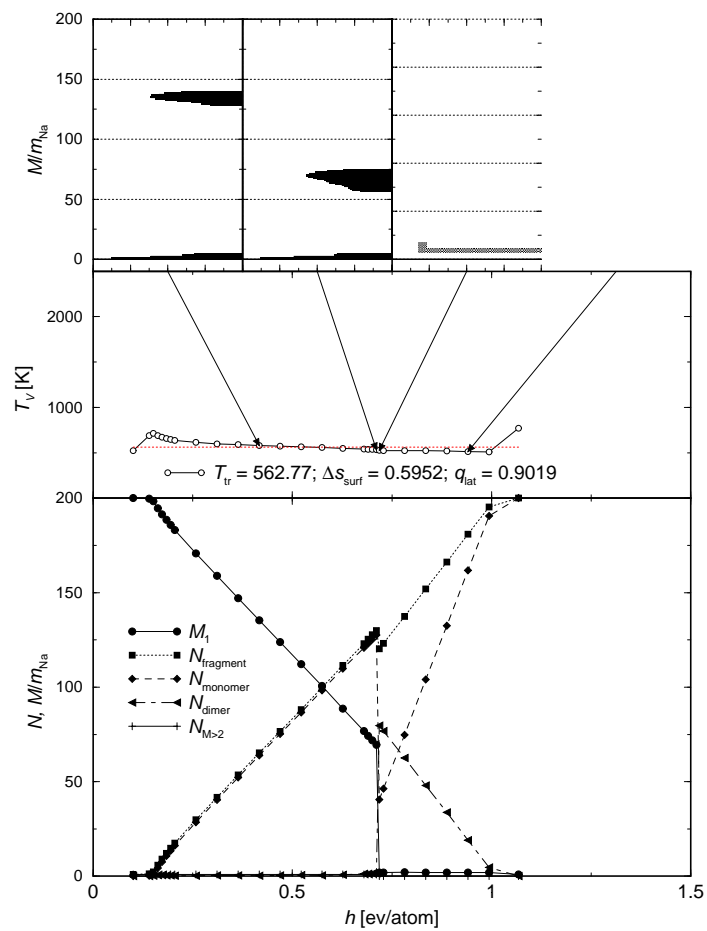 200
150
100
50
0
M/m_Na
2000
1000
T_V [K]
T_tr = 562.77; Δs_surf = 0.5952; q_lat = 0.9019
200
150
100
50
0
N, M/m_Na
M_1
N_fragment
N_monomer
N_dimer
N_M>2
0 0.5 1 1.5
h [ev/atom]